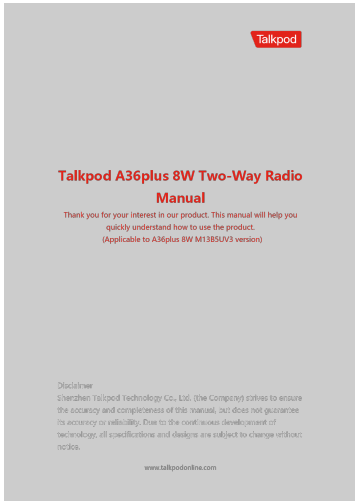 Talkpod
Talkpod A36plus 8W Two-Way Radio
Manual
Thank you for your interest in our product. This manual will help you
quickly understand how to use the product.
(Applicable to A36plus 8W M13B5UV3 version)
Disclaimer
Shenzhen Talkpod Technology Co., Ltd. (the Company) strives to ensure
the accuracy and completeness of this manual, but does not guarantee
its accuracy or reliability. Due to the continuous development of
technology, all specifications and designs are subject to change without
notice.
www.talkpodonline.com